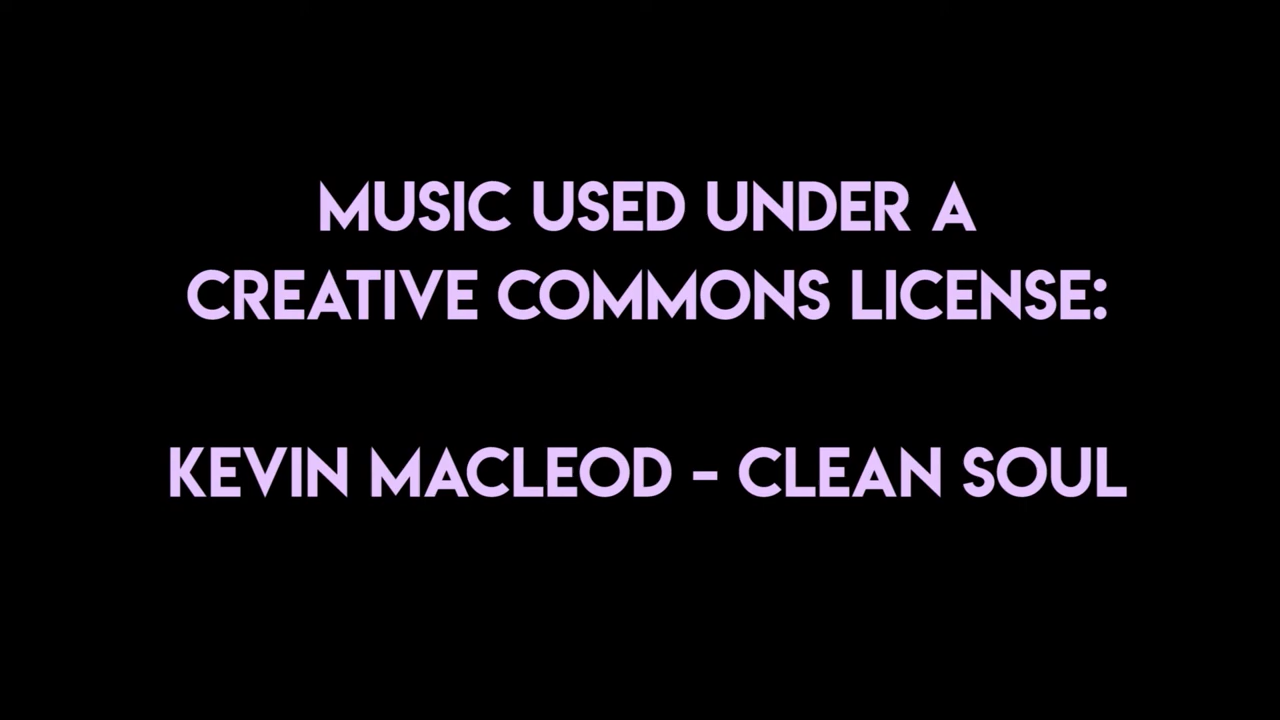 MUSIC USED UNDER A
CREATIVE COMMONS LICENSE:
KEVIN MACLEOD - CLEAN SOUL